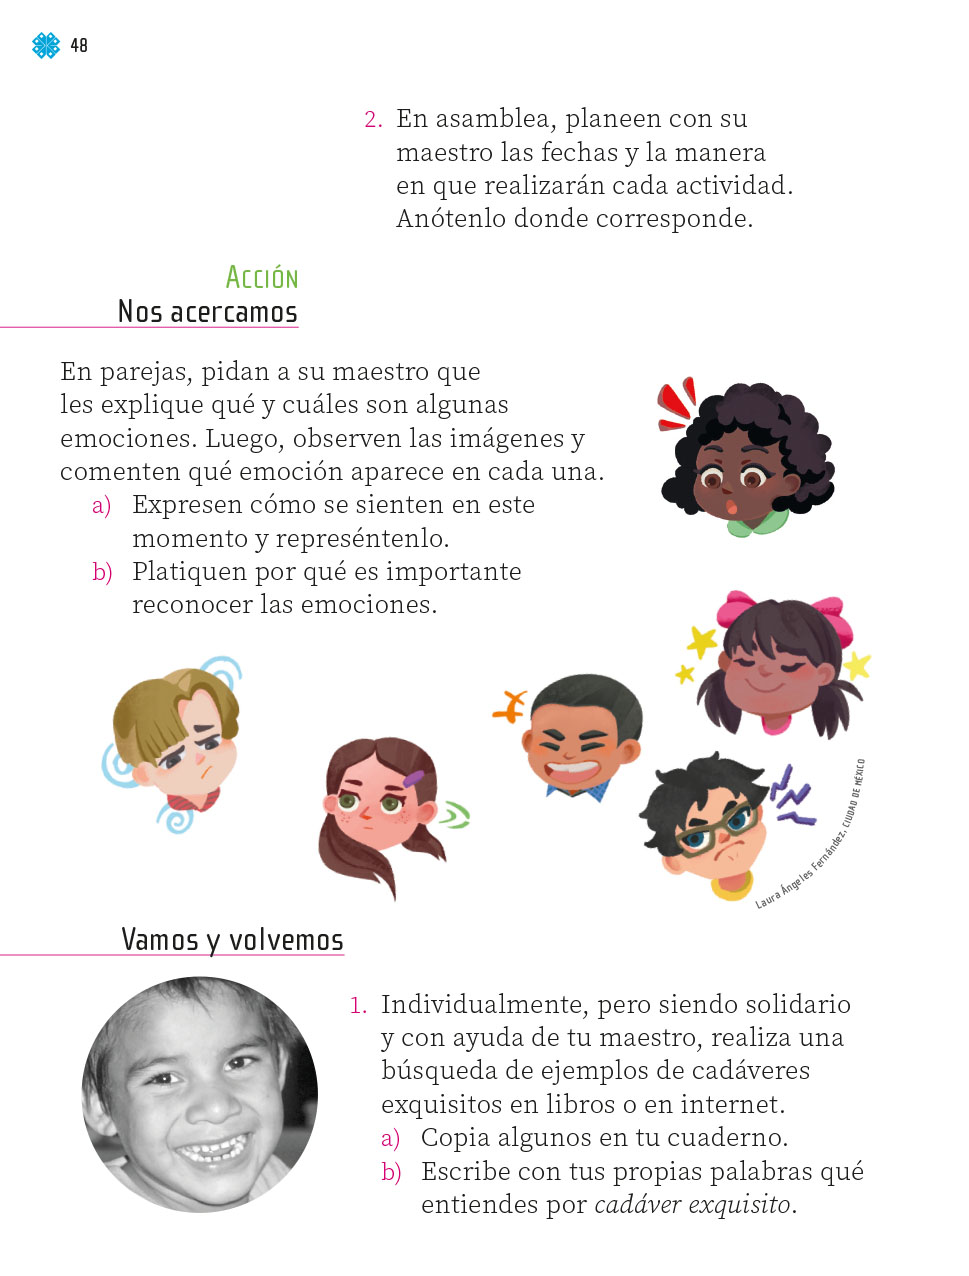 48
2. En asamblea, planeen con su
maestro las fechas y la manera
en que realizarán cada actividad.
Anótenlo donde corresponde.
Acción
Nos acercamos
En parejas, pidan a su maestro que
les explique qué y cuáles son algunas
emociones. Luego, observen las imágenes y
comenten qué emoción aparece en cada una.
a) Expresen cómo se sienten en este
momento y represéntenlo.
b) Platiquen por qué es importante
reconocer las emociones.
Laura Ángeles Fernández, CIUDAD DE MÉXICO
Vamos y volvemos
1. Individualmente, pero siendo solidario
y con ayuda de tu maestro, realiza una
búsqueda de ejemplos de cadáveres
exquisitos en libros o en internet.
a) Copia algunos en tu cuaderno.
b) Escribe con tus propias palabras qué
entiendes por cadáver exquisito.